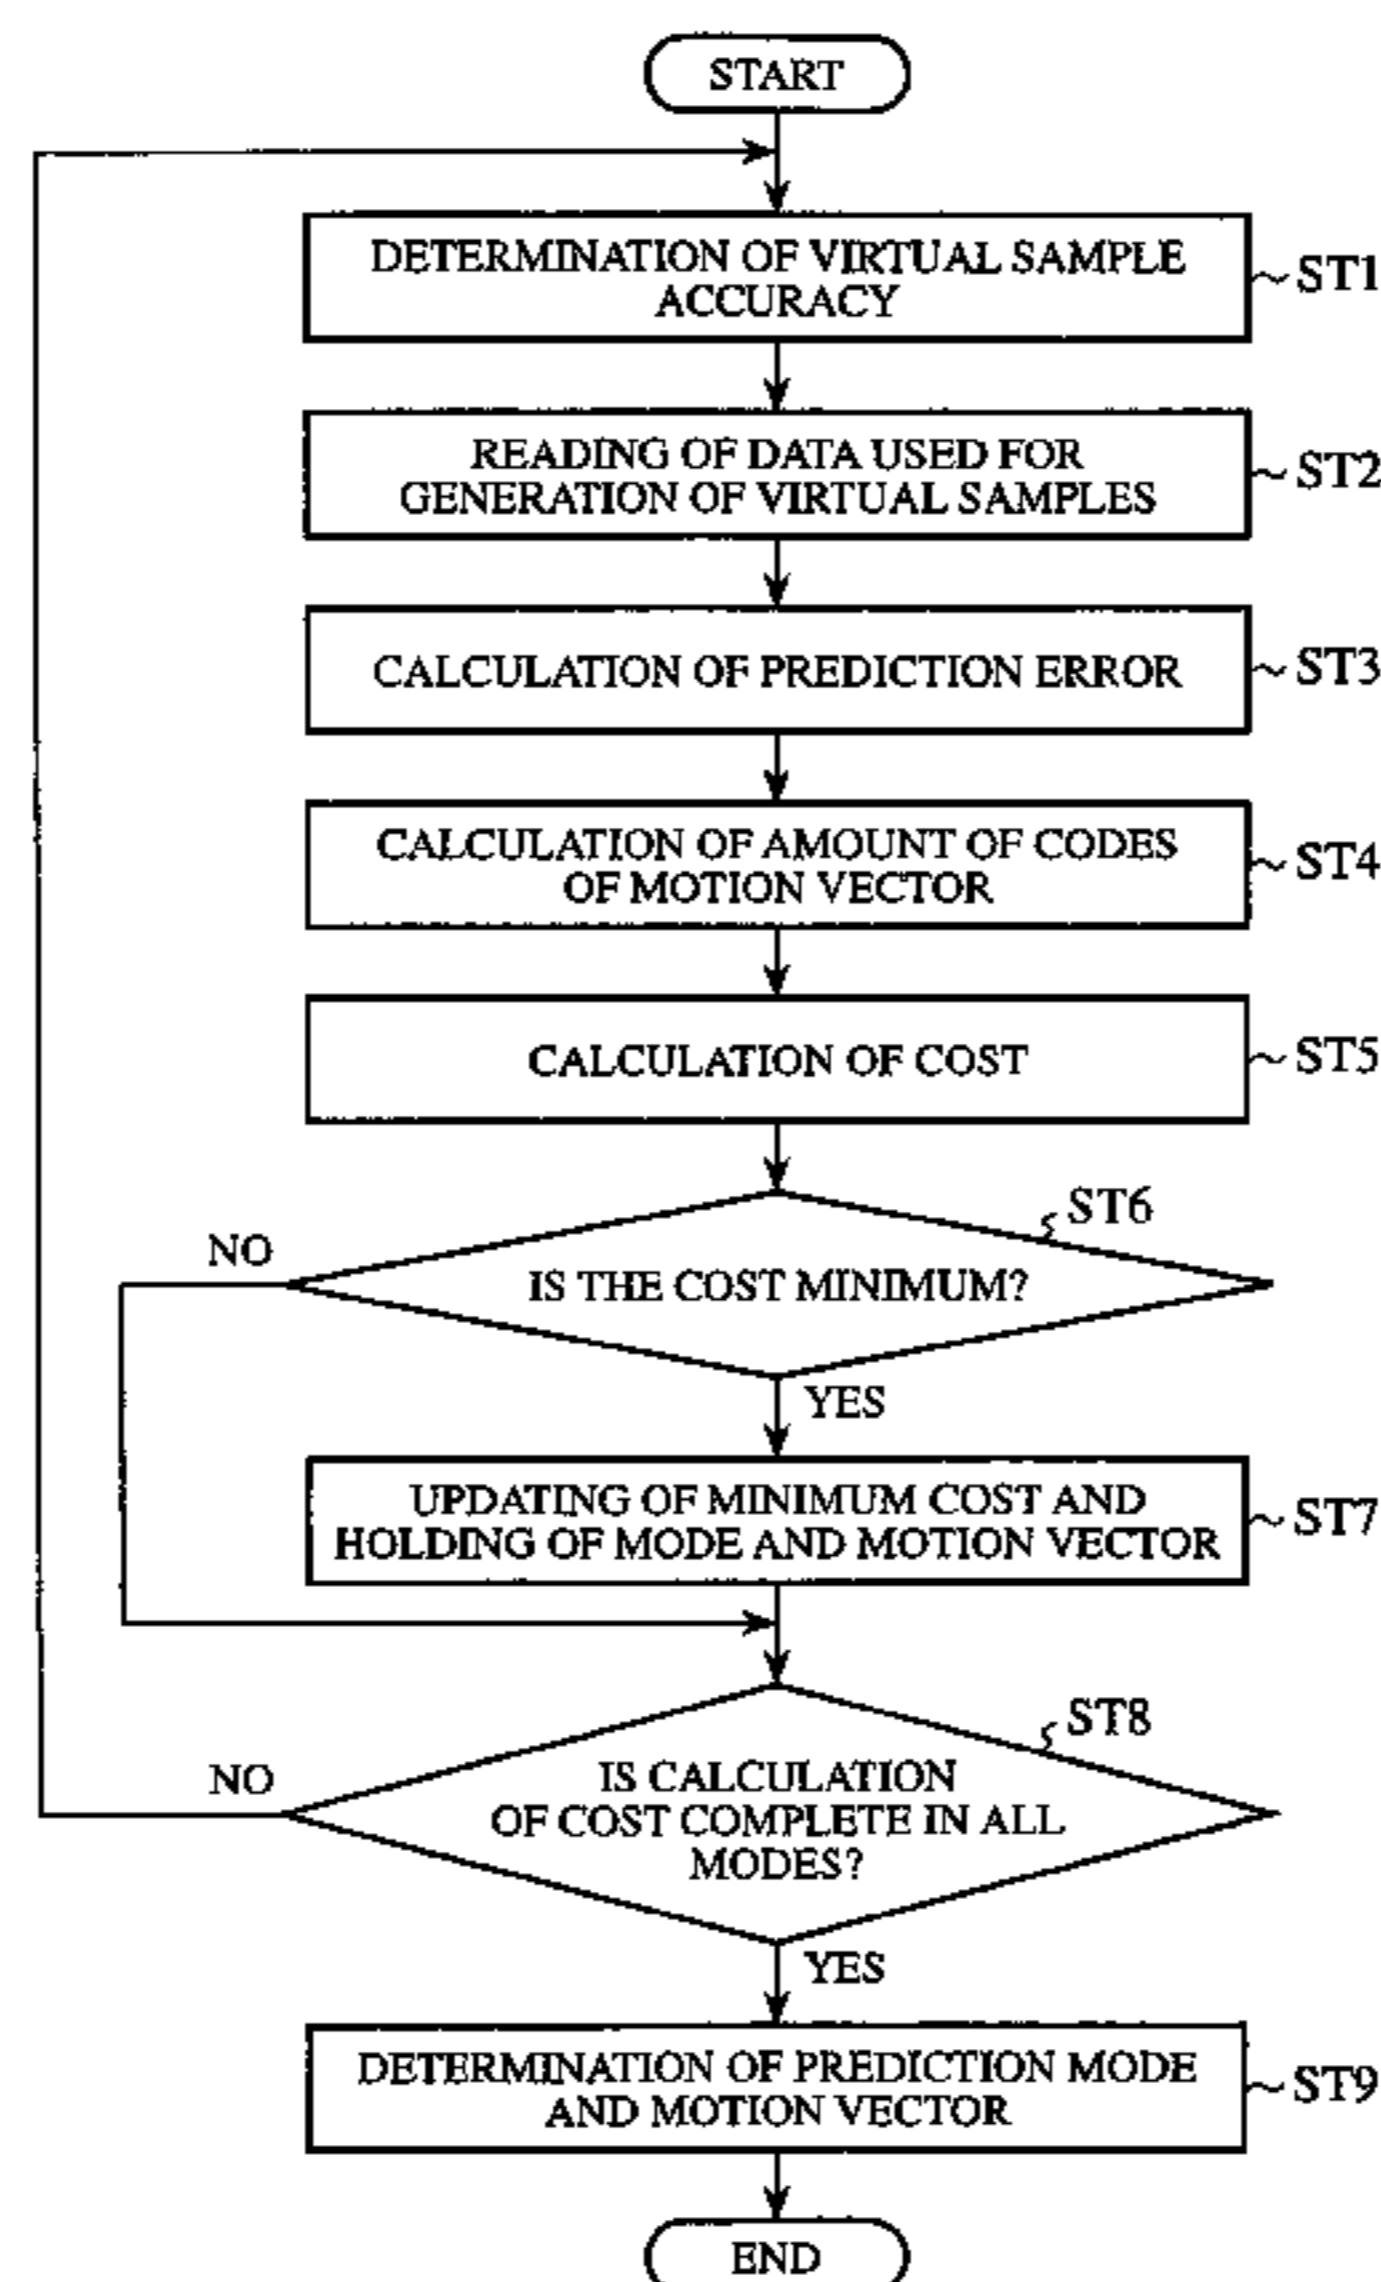 START
DETERMINATION OF VIRTUAL SAMPLE
ACCURACY
ST1
READING OF DATA USED FOR
GENERATION OF VIRTUAL SAMPLES
ST2
CALCULATION OF PREDICTION ERROR
ST3
CALCULATION OF AMOUNT OF CODES
OF MOTION VECTOR
ST4
CALCULATION OF COST
ST5
ST6
NO
IS THE COST MINIMUM?
YES
UPDATING OF MINIMUM COST AND
HOLDING OF MODE AND MOTION VECTOR
ST7
ST8
NO
IS CALCULATION
OF COST COMPLETE IN ALL
MODES?
YES
DETERMINATION OF PREDICTION MODE
AND MOTION VECTOR
ST9
END